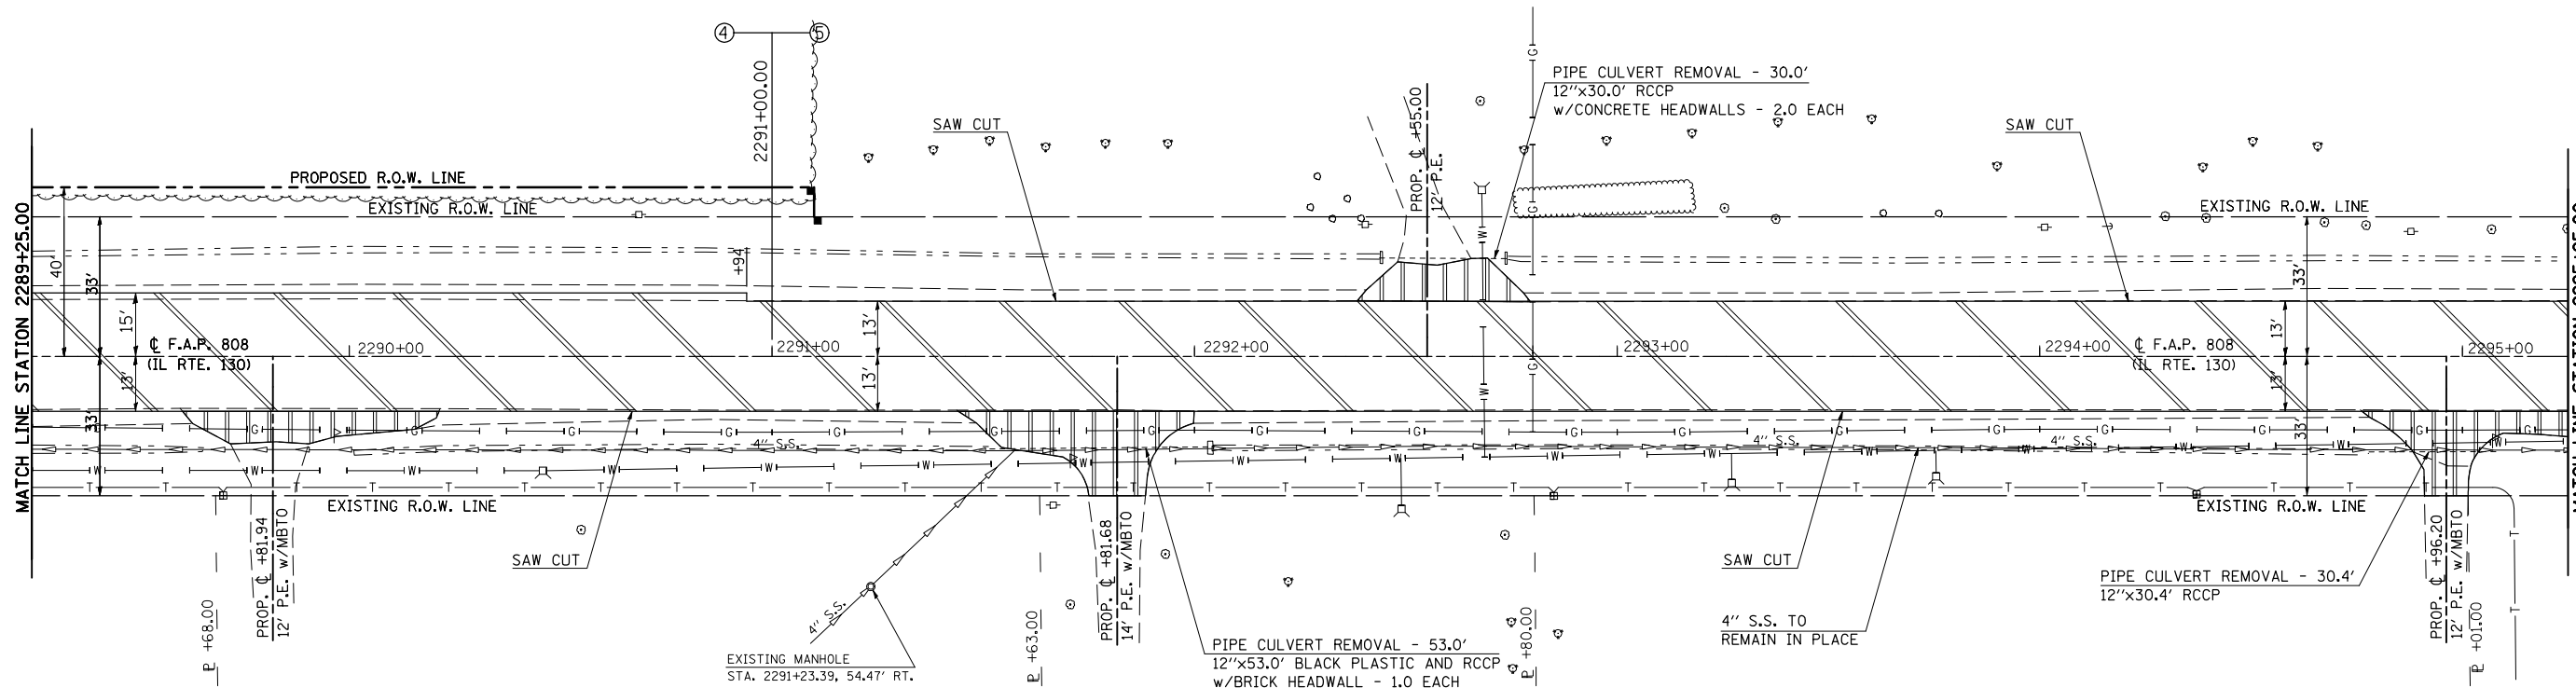 ④ ⑤
2291+00.00
PIPE CULVERT REMOVAL - 30.0'
12"x30.0' RCCP
w/CONCRETE HEADWALLS - 2.0 EACH
SAW CUT
SAW CUT
PROP. ℄ +55.00
12' P.E.
PROPOSED R.O.W. LINE
EXISTING R.O.W. LINE
EXISTING R.O.W. LINE
MATCH LINE STATION 2289+25.00
40'
33'
+94
33'
15'
13'
13'
℄ F.A.P. 808
(IL RTE. 130)
2290+00
2291+00
2292+00
2293+00
2294+00
℄ F.A.P. 808
(IL RTE. 130)
2295+00
13'
13'
13'
33'
33'
G G G G G G G G G G G G G G G G G
4" S.S.
4" S.S.
4" S.S.
W W W W W W W W W W W W W W W
T T T T T T T T T T T T T T T T T T T T T T T T T T
EXISTING R.O.W. LINE
EXISTING R.O.W. LINE
SAW CUT
SAW CUT
PROP. ℄ +81.94
12' P.E. w/MBTO
PROP. ℄ +81.68
14' P.E. w/MBTO
PROP. ℄ +96.20
12' P.E. w/MBTO
PIPE CULVERT REMOVAL - 30.4'
12"x30.4' RCCP
4" S.S.
4" S.S. TO
REMAIN IN PLACE
PIPE CULVERT REMOVAL - 53.0'
12"x53.0' BLACK PLASTIC AND RCCP
w/BRICK HEADWALL - 1.0 EACH
EXISTING MANHOLE
STA. 2291+23.39, 54.47' RT.
⅊ +68.00
⅊ +63.00
⅊ +80.00
⅊ +01.00